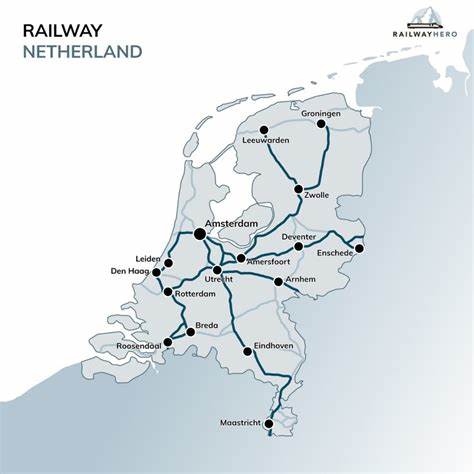 RAILWAY
NETHERLAND
RAILWAYHERO
Groningen
Leeuwarden
Zwolle
Amsterdam
Deventer
Enschede
Leiden
Amersfoort
Den Haag
Utrecht
Arnhem
Rotterdam
Breda
Roosendaal
Eindhoven
Maastricht